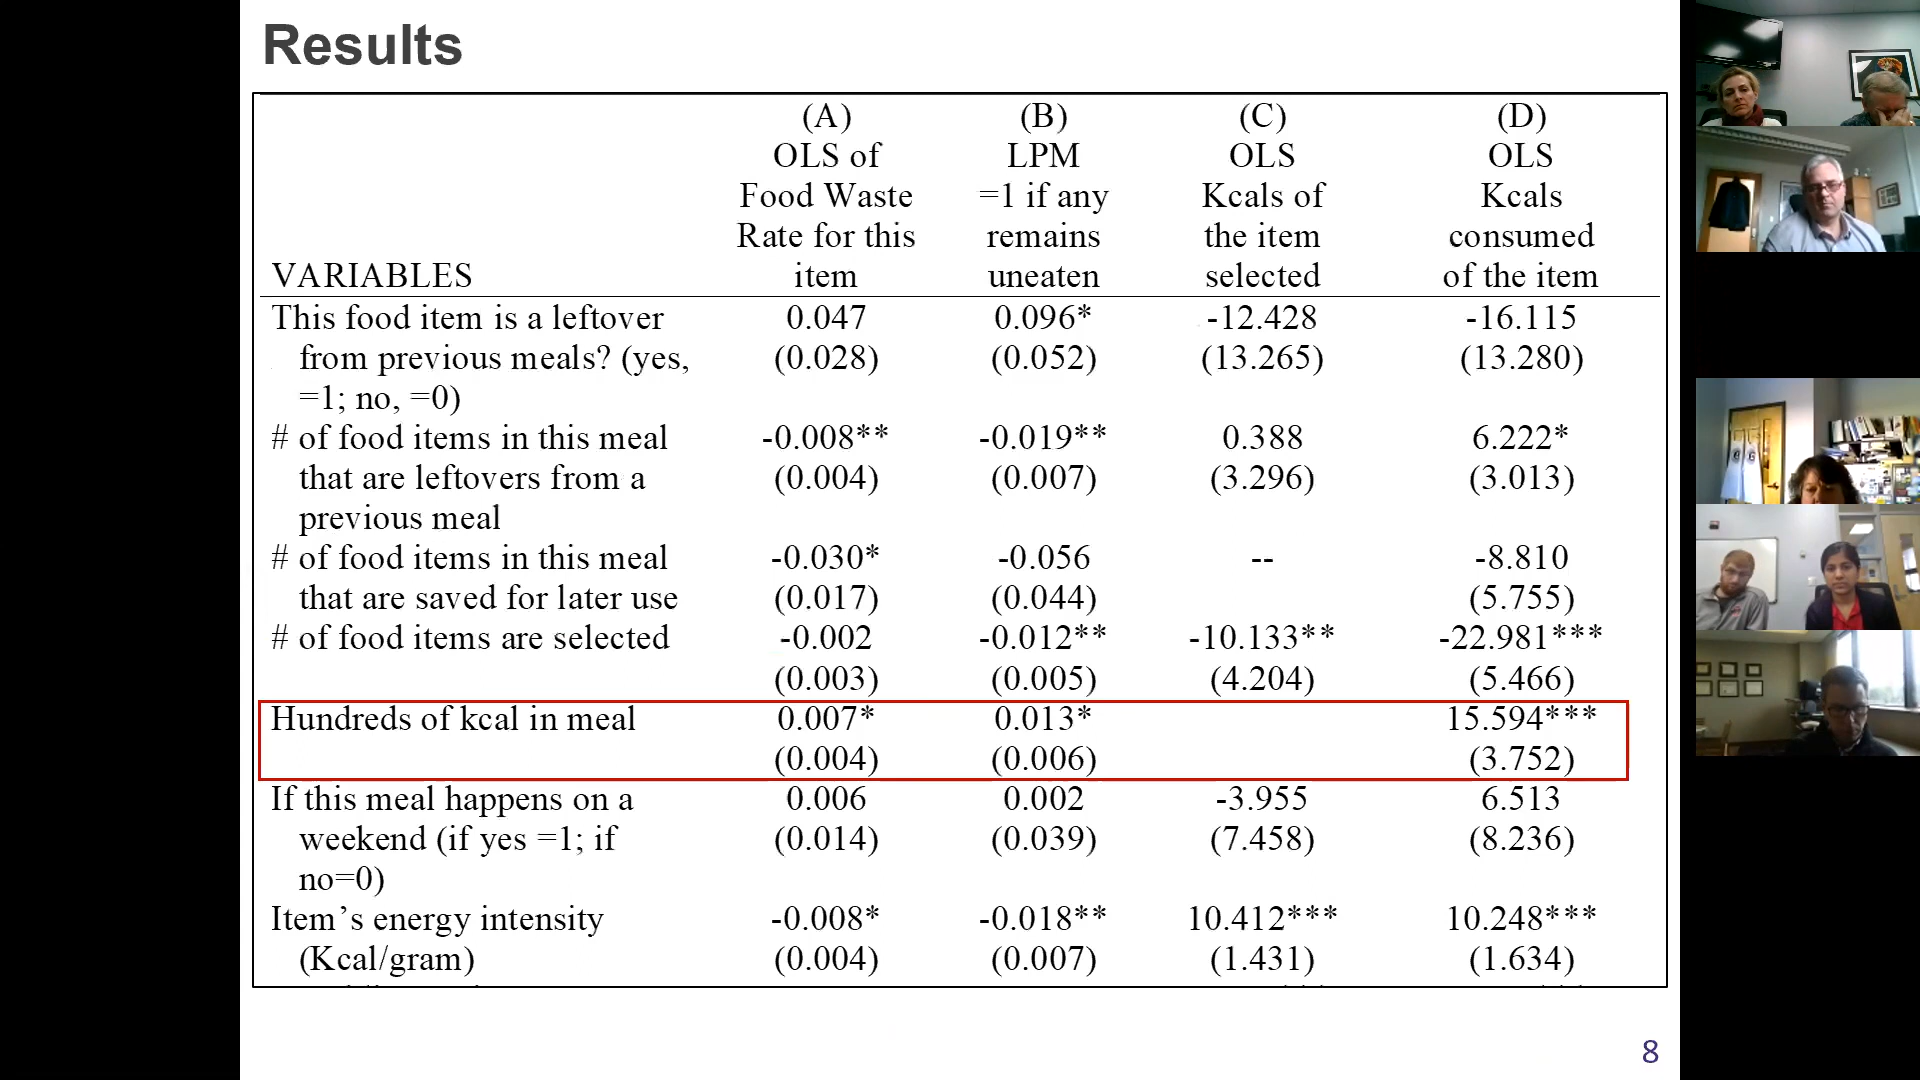 Results
(A) (B) (C) (D)
OLS of LPM OLS OLS
Food Waste =1 if any Kcals of Kcals
Rate for this remains the item consumed
VARIABLES item uneaten selected of the item
This food item is a leftover 0.047 0.096* -12.428 -16.115
from previous meals? (yes, (0.028) (0.052) (13.265) (13.280)
=1; no, =0)
# of food items in this meal -0.008** -0.019** 0.388 6.222*
that are leftovers from a (0.004) (0.007) (3.296) (3.013)
previous meal
# of food items in this meal -0.030* -0.056 -- -8.810
that are saved for later use (0.017) (0.044) (5.755)
# of food items are selected -0.002 -0.012** -10.133** -22.981***
(0.003) (0.005) (4.204) (5.466)
Hundreds of kcal in meal 0.007* 0.013* 15.594***
(0.004) (0.006) (3.752)
If this meal happens on a 0.006 0.002 -3.955 6.513
weekend (if yes =1; if (0.014) (0.039) (7.458) (8.236)
no=0)
Item’s energy intensity -0.008* -0.018** 10.412*** 10.248***
(Kcal/gram) (0.004) (0.007) (1.431) (1.634)
8